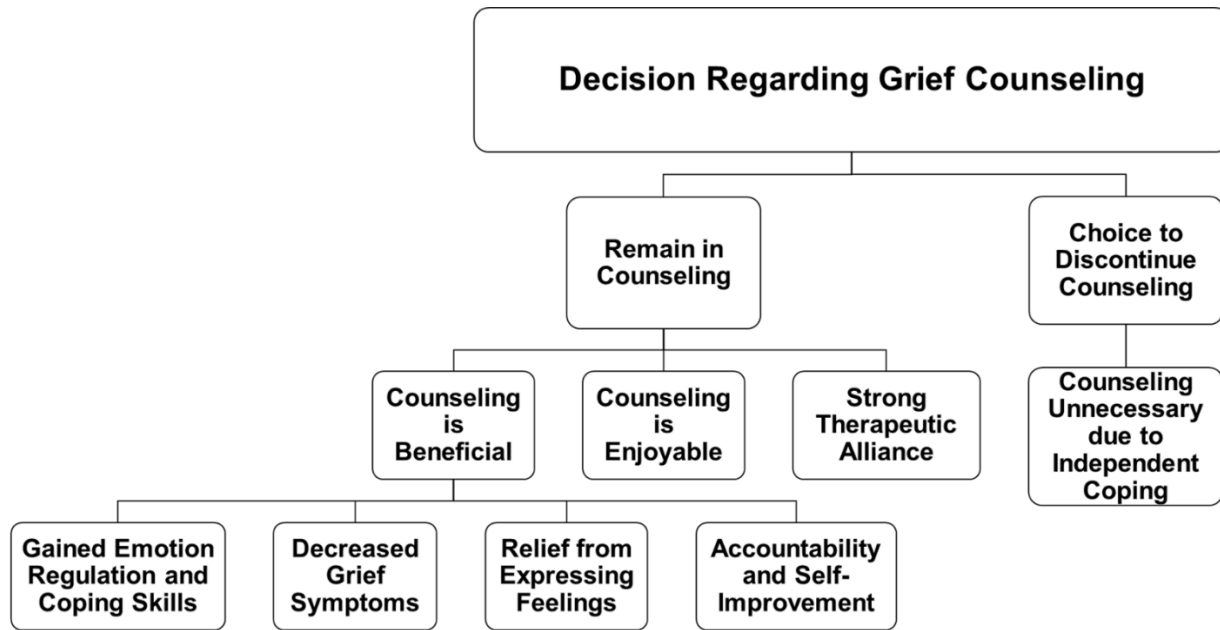 Decision Regarding Grief Counseling
Remain in
Counseling
Choice to
Discontinue
Counseling
Counseling
is
Beneficial
Counseling
is
Enjoyable
Strong
Therapeutic
Alliance
Counseling
Unnecessary
due to
Independent
Coping
Gained Emotion
Regulation and
Coping Skills
Decreased
Grief
Symptoms
Relief from
Expressing
Feelings
Accountability
and Self-
Improvement